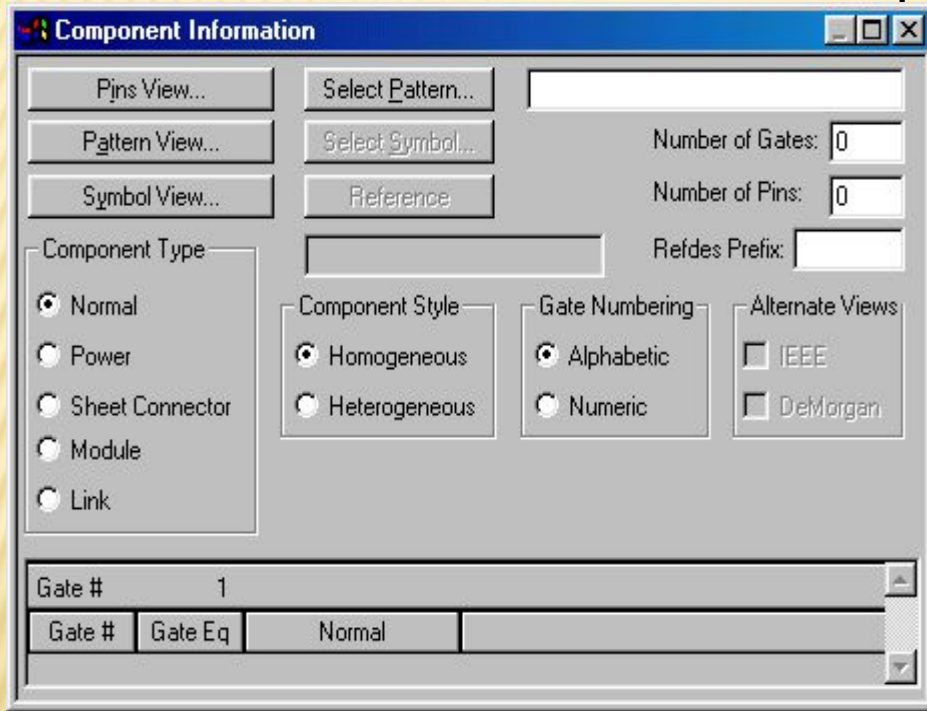 Component Information
Pins View... Select Pattern...
Pattern View... Select Symbol... Number of Gates: 0
Symbol View... Reference Number of Pins: 0
Component Type Refdes Prefix:
Normal Component Style Gate Numbering Alternate Views
Power Homogeneous Alphabetic IEEE
Sheet Connector Heterogeneous Numeric DeMorgan
Module
Link
Gate # 1
Gate # Gate Eq Normal